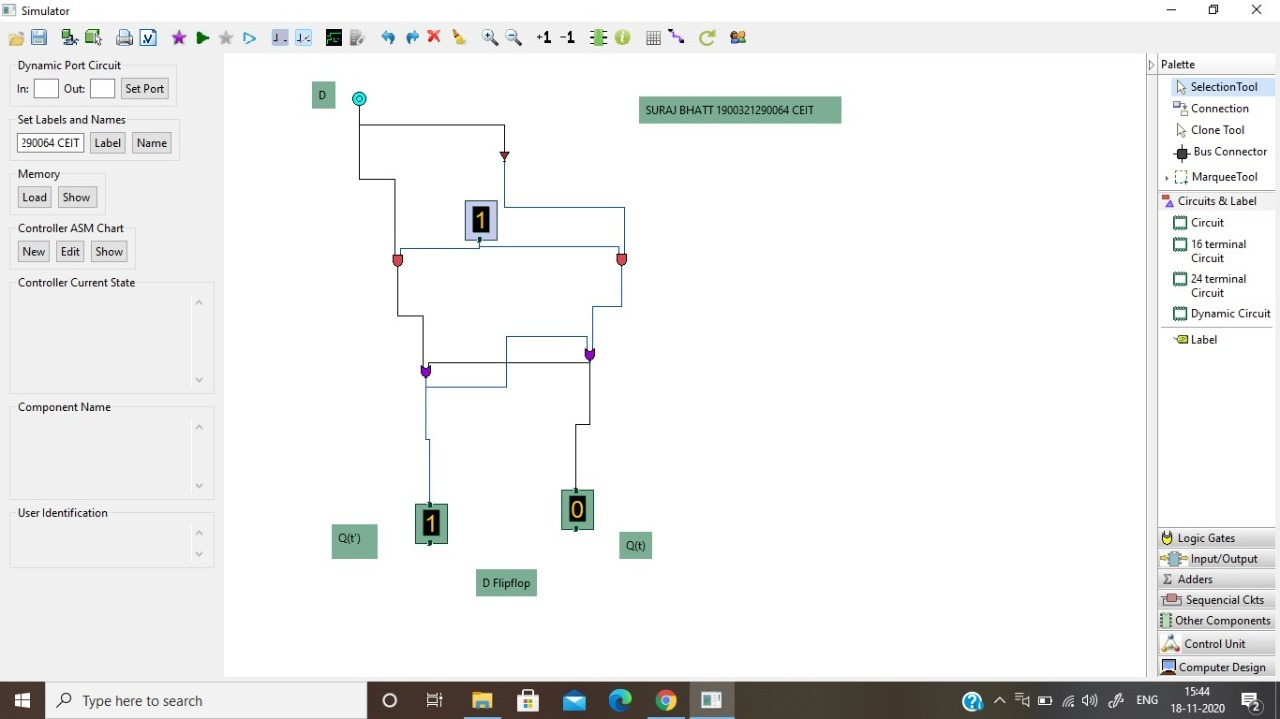 Simulator
Dynamic Port Circuit
In: Out: Set Port
Set Labels and Names
290064 CEIT Label Name
Memory
Load Show
Controller ASM Chart
New Edit Show
Controller Current State
Component Name
User Identification
+1 -1
D
SURAJ BHATT 1900321290064 CEIT
1
1
0
Q(t')
Q(t)
D Flipflop
Palette
SelectionTool
Connection
Clone Tool
Bus Connector
MarqueeTool
Circuits & Label
Circuit
16 terminal
Circuit
24 terminal
Circuit
Dynamic Circuit
Label
Logic Gates
Input/Output
Adders
Sequencial Ckts
Other Components
Control Unit
Computer Design
Type here to search
ENG
15:44
18-11-2020
2